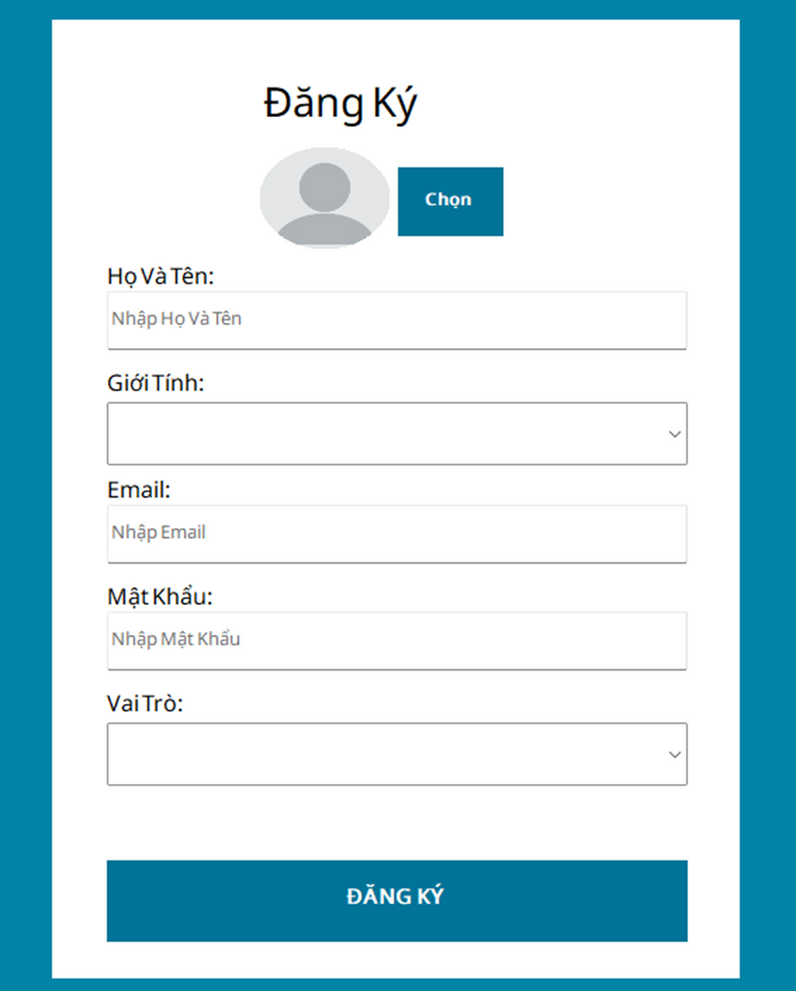 Đăng Ký
Chọn
Họ Và Tên:
Nhập Họ Và Tên
Giới Tính:
Email:
Nhập Email
Mật Khẩu:
Nhập Mật Khẩu
Vai Trò:
ĐĂNG KÝ